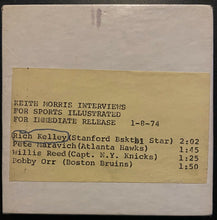 KEITH MORRIS INTERVIEWS
FOR SPORTS ILLUSTRATED
FOR IMMEDIATE RELEASE 1-8-74
Rich Kelley(Stanford Bsktbl Star) 2:02
Pete Maravich(Atlanta Hawks) 1:45
Willie Reed(Capt. N.Y. Knicks) 1:25
Bobby Orr (Boston Bruins) 1:50